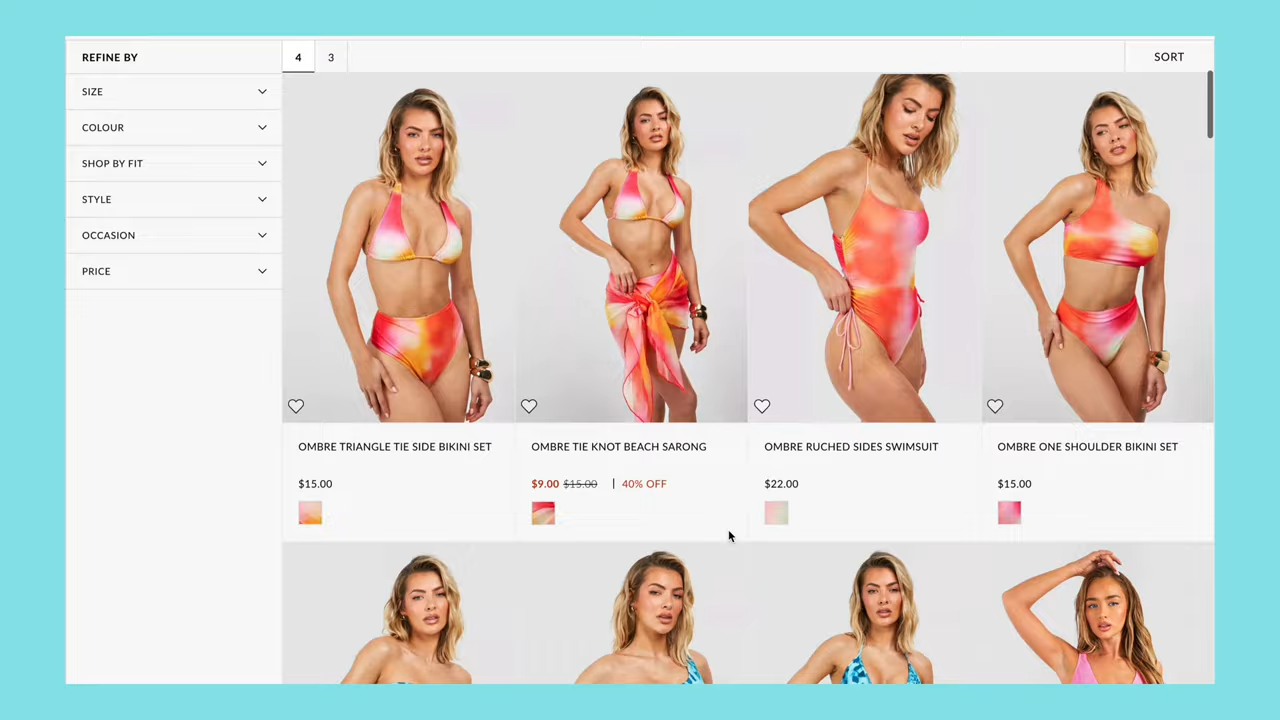 REFINE BY
4
3
SORT
SIZE
COLOUR
SHOP BY FIT
STYLE
OCCASION
PRICE
OMBRE TRIANGLE TIE SIDE BIKINI SET
OMBRE TIE KNOT BEACH SARONG
OMBRE RUCHED SIDES SWIMSUIT
OMBRE ONE SHOULDER BIKINI SET
$15.00
$9.00 $15.00 | 40% OFF
$22.00
$15.00